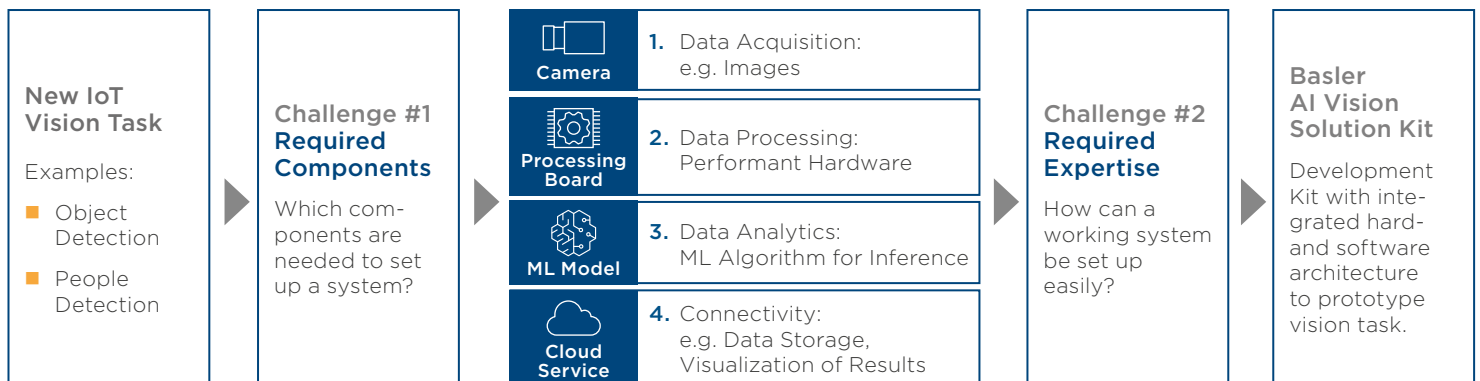 New IoT
Vision Task
Examples:
Object
Detection
People
Detection
Challenge #1
Required
Components
Which com-
ponents are
needed to set
up a system?
Camera
1. Data Acquisition:
e.g. Images
Processing
Board
2. Data Processing:
Performant Hardware
ML Model
3. Data Analytics:
ML Algorithm for Inference
Cloud
Service
4. Connectivity:
e.g. Data Storage,
Visualization of Results
Challenge #2
Required
Expertise
How can a
working system
be set up
easily?
Basler
AI Vision
Solution Kit
Development
Kit with inte-
grated hard-
and software
architecture
to prototype
vision task.